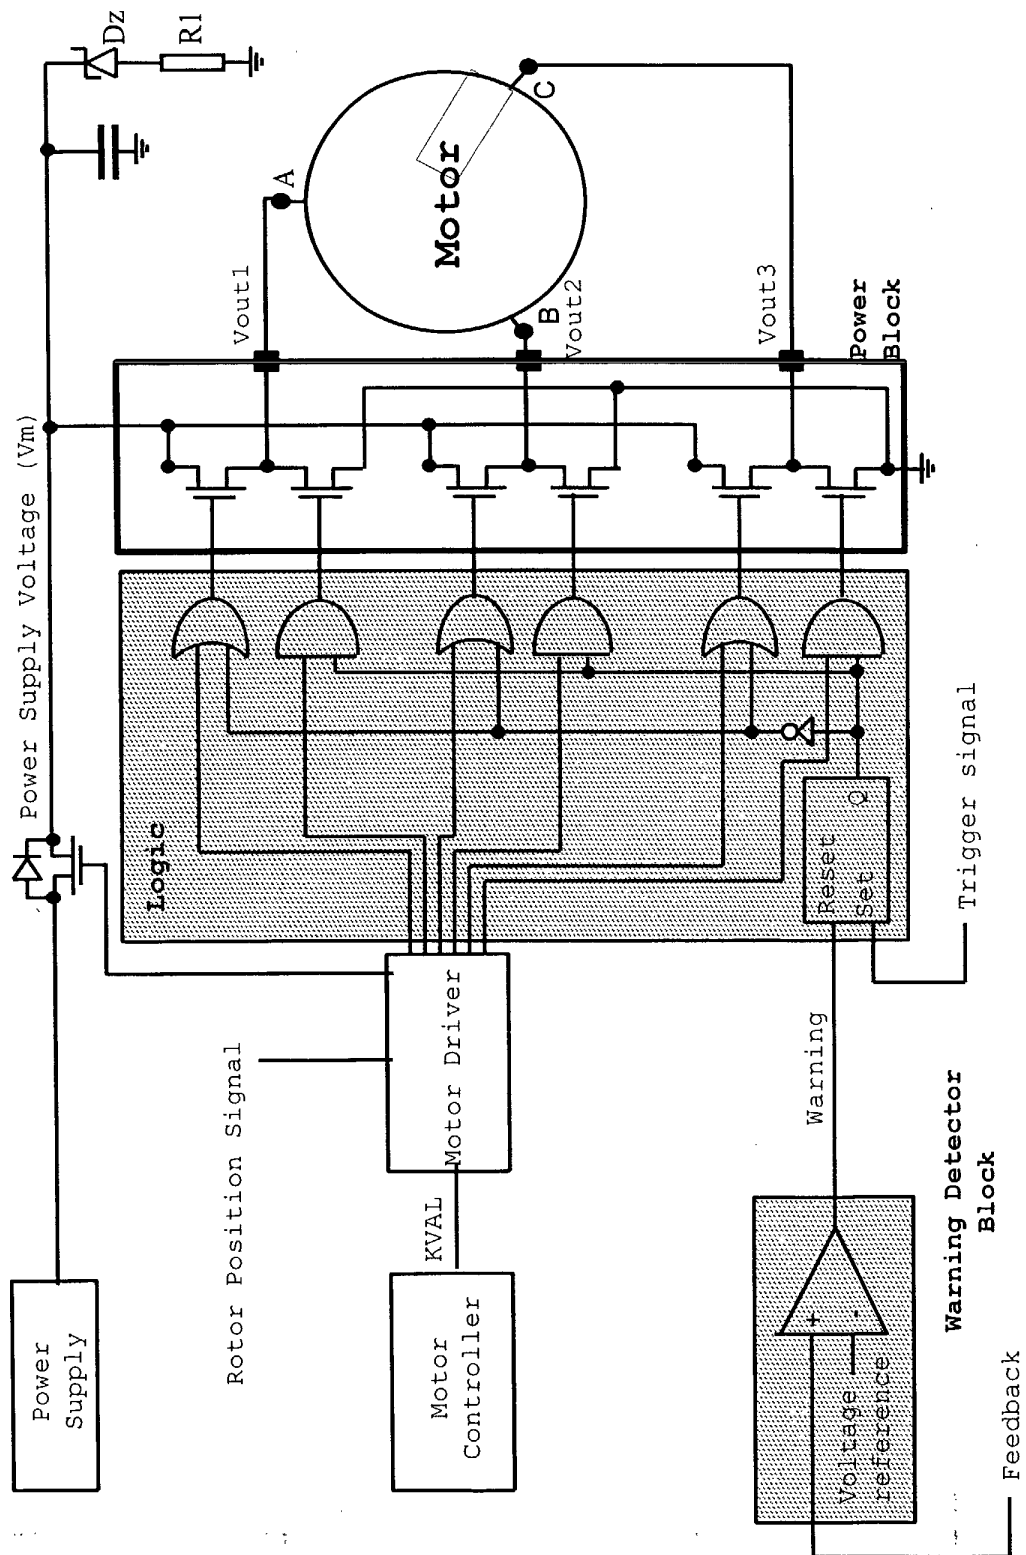 Power
Supply
Power Supply Voltage (Vm)
Dz
R1
Rotor Position Signal
Motor
Controller
KVAL
Motor Driver
Logic
Vout1
A
Motor
B
Vout2
C
Vout3
Power
Block
Voltage
reference
+
-
Warning
Reset
Set
Q
Warning Detector
Block
Trigger signal
Feedback